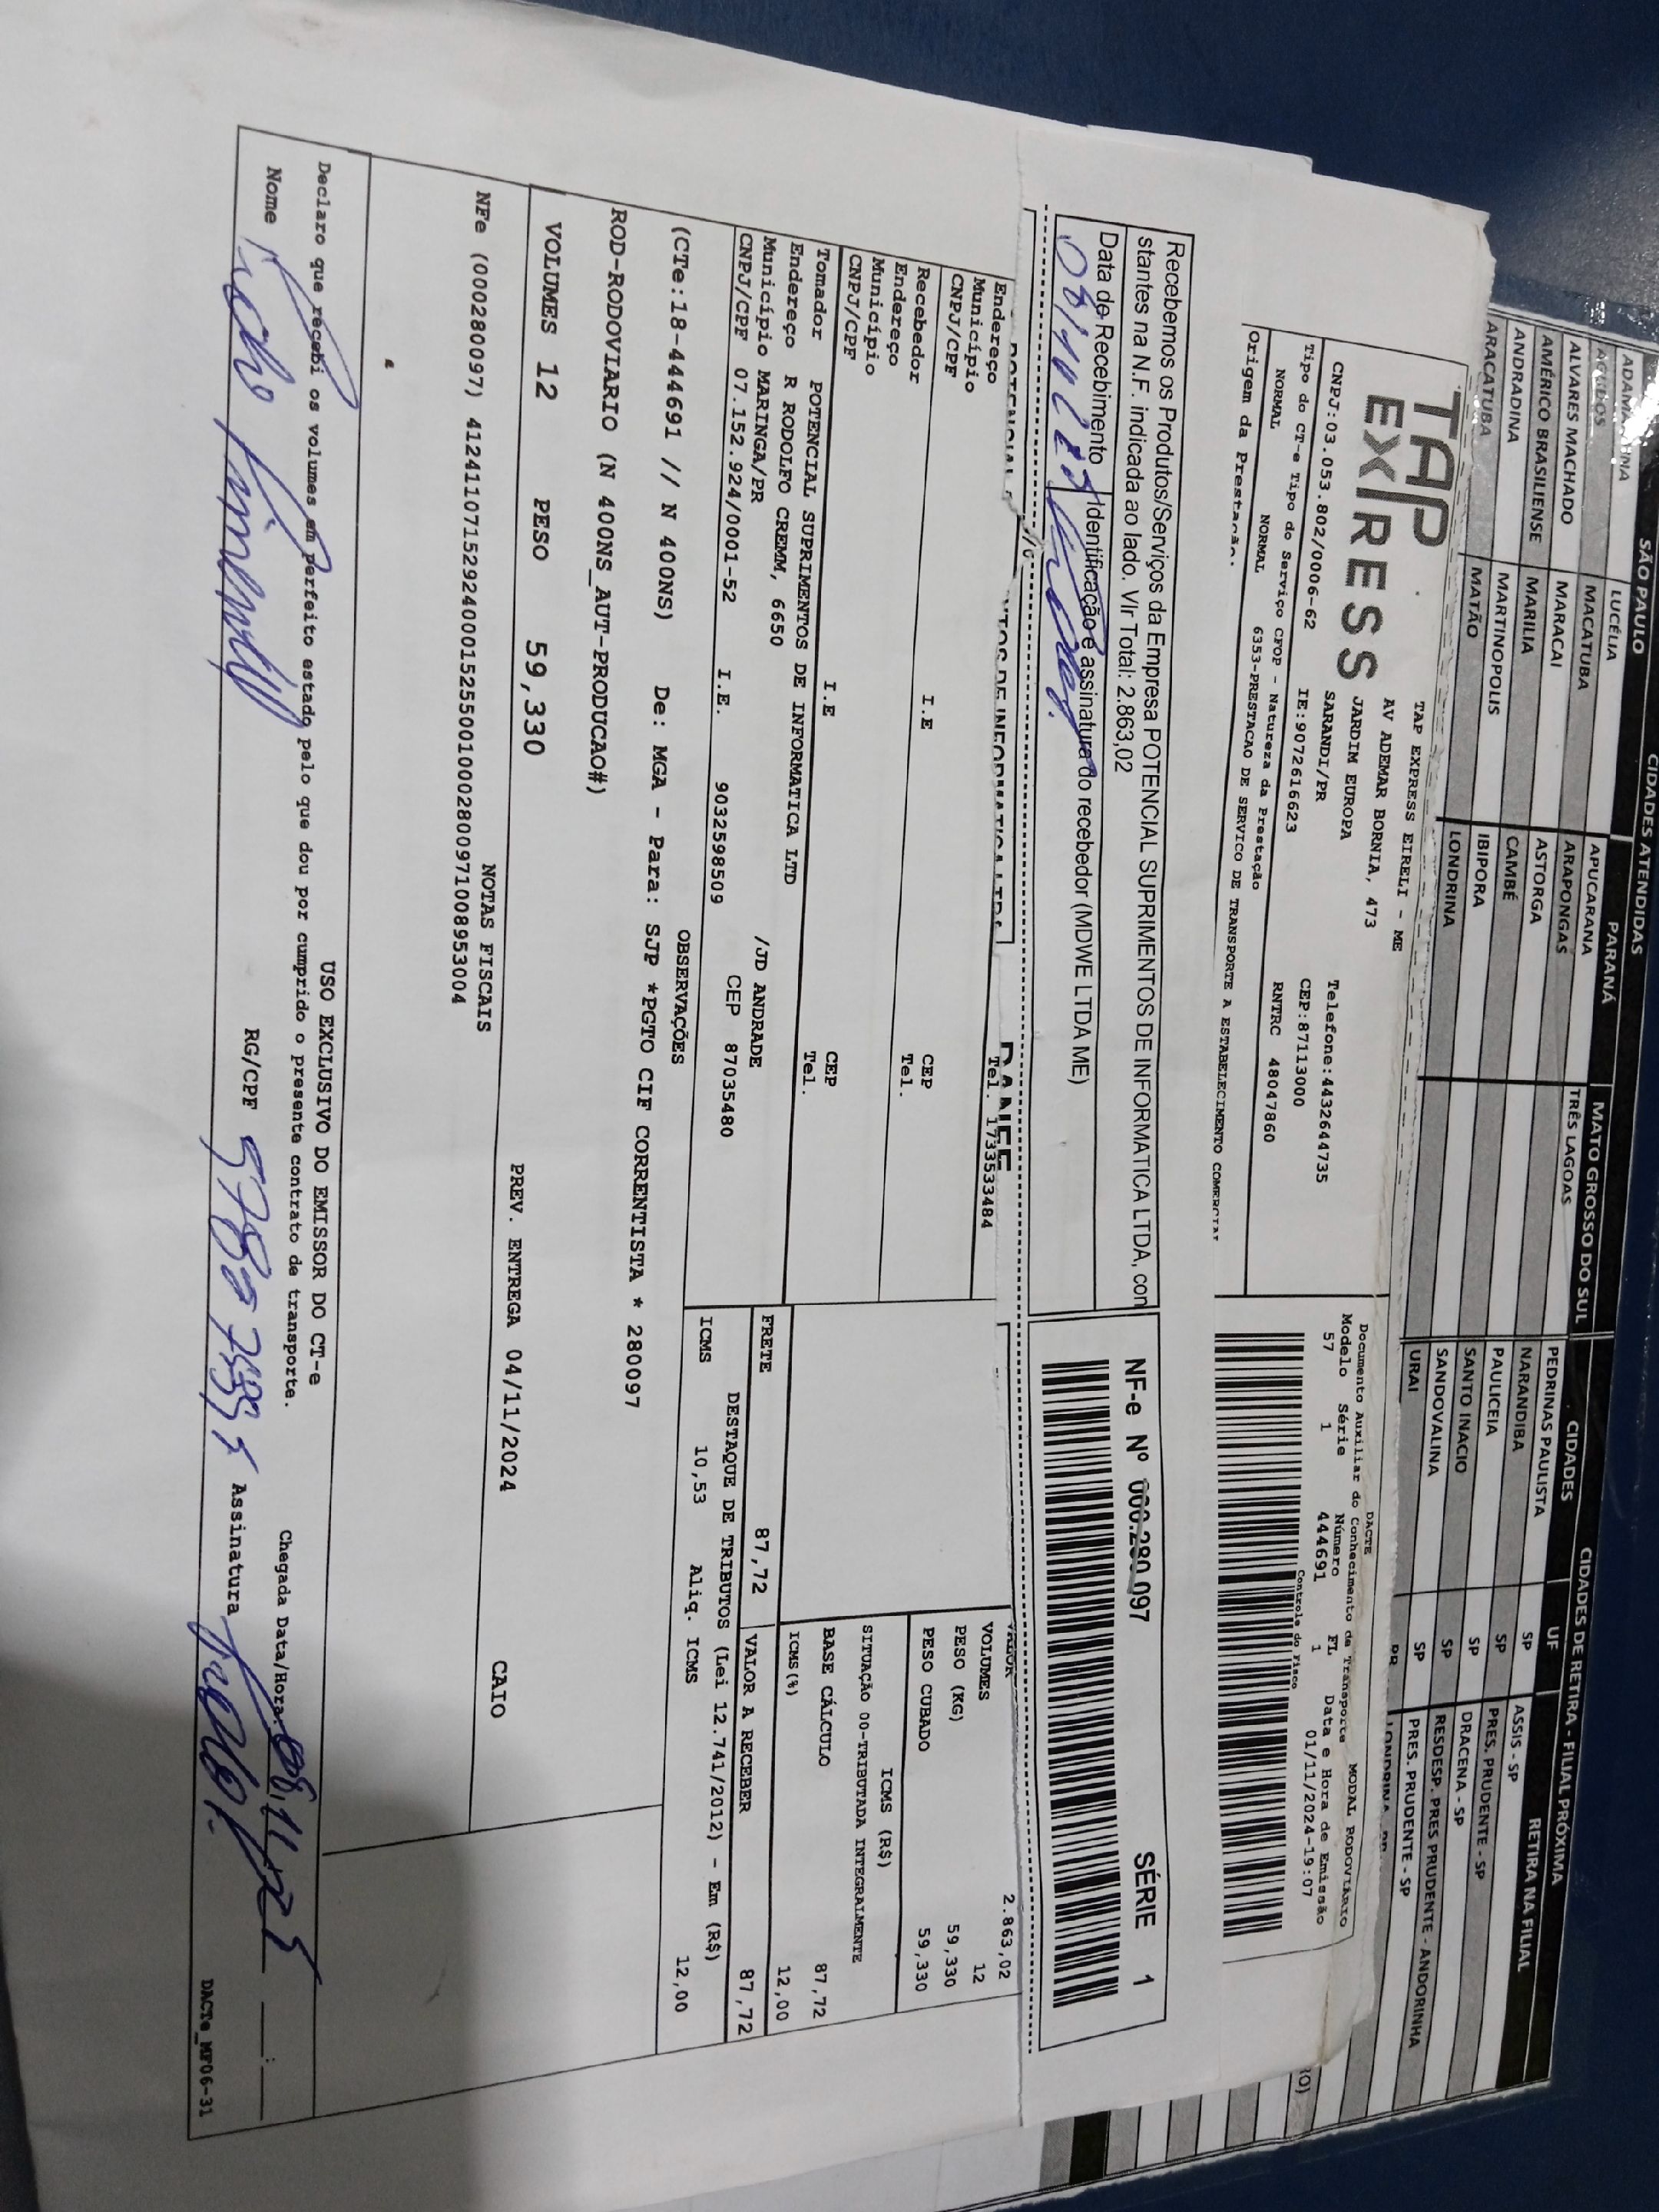 CIDADES ATENDIDAS
CIDADES DE RETIRA - FILIAL PRÓXIMA
SÃO PAULO
PARANÁ
MATO GROSSO DO SUL
CIDADES
UF
RETIRA NA FILIAL
LUCÉLIA
APUCARANA
TRÊS LAGOAS
PEDRINAS PAULISTA
SP
ASSIS - SP
MACATUBA
ARAPONGAS
NARANDIBA
SP
PRES. PRUDENTE - SP
ALVARES MACHADO
MARACAI
ASTORGA
PAULICEIA
SP
DRACENA - SP
AMÉRICO BRASILIENSE
MARILIA
CAMBÉ
SANTO INACIO
SP
RESDESP. PRES PRUDENTE - ANDORINHA
ANDRADINA
MARTINOPOLIS
IBIPORA
SANDOVALINA
SP
PRES. PRUDENTE - SP
ARACATUBA
MATÃO
LONDRINA
URAI
PR
TAP
EXPRESS
TAP EXPRESS EIRELI - ME
AV ADEMAR BORNIA, 473
JARDIM EUROPA
Telefone:4432644735
SARANDI/PR
CEP:87113000
CNPJ:03.053.802/0006-62
IE:9072616623
RNTRC 48047860
Tipo do CT-e Tipo do Serviço CFOP - Natureza da Prestação
NORMAL NORMAL 6353-PRESTACAO DE SERVICO DE TRANSPORTE A ESTABELECIMENTO COMERCIAL
Origem da Prestação.
DACTE
MODAL RODOVIÁRIO
Documento Auxiliar do Conhecimento de Transporte
Modelo Série Número FL Data e Hora de Emissão
57 1 444691 1 01/11/2024-19:07
Controle do Fisco
Recebemos os Produtos/Serviços da Empresa POTENCIAL SUPRIMENTOS DE INFORMATICA LTDA, con
stantes na N.F. indicada ao lado. Vlr Total: 2.863,02
Data de Recebimento
Identificação e assinatura do recebedor (MDWE LTDA ME)
NF-e Nº 000.280.097 SÉRIE 1
DANFE
Endereço
Tel. 1733533484
Município
CNPJ/CPF
I.E
Recebedor
CEP
Endereço
Tel.
Município
CNPJ/CPF
I.E
2.863,02
VOLUMES 12
PESO (KG) 59,330
PESO CUBADO 59,330
ICMS (R$)
SITUAÇÃO 00-TRIBUTADA INTEGRALMENTE
BASE CÁLCULO 87,72
ICMS(%) 12,00
Tomador POTENCIAL SUPRIMENTOS DE INFORMATICA LTD
CEP
Tel.
Endereço R RODOLFO CREMM, 6650
Município MARINGA/PR
/JD ANDRADE
CNPJ/CPF 07.152.924/0001-52 I.E. 9032598509 CEP 87035480
FRETE 87,72
VALOR A RECEBER 87,72
DESTAQUE DE TRIBUTOS (Lei 12.741/2012) - Em (R$)
ICMS 10,53 Aliq. ICMS 12,00
OBSERVAÇÕES
(CTe:18-444691 // N 400NS) De: MGA - Para: SJP *PGTO CIF CORRENTISTA * 280097
ROD-RODOVIARIO (N 400NS_AUT-PRODUCAO#)
VOLUMES 12 PESO 59,330 PREV. ENTREGA 04/11/2024 CAIO
NOTAS FISCAIS
NFe (000280097) 41241107152924000152550010002800971008953004
USO EXCLUSIVO DO EMISSOR DO CT-e
Declaro que recebi os volumes em perfeito estado pelo que dou por cumprido o presente contrato de transporte.
Chegada Data/Hora:
Nome RG/CPF Assinatura
DACTe_MF06-31